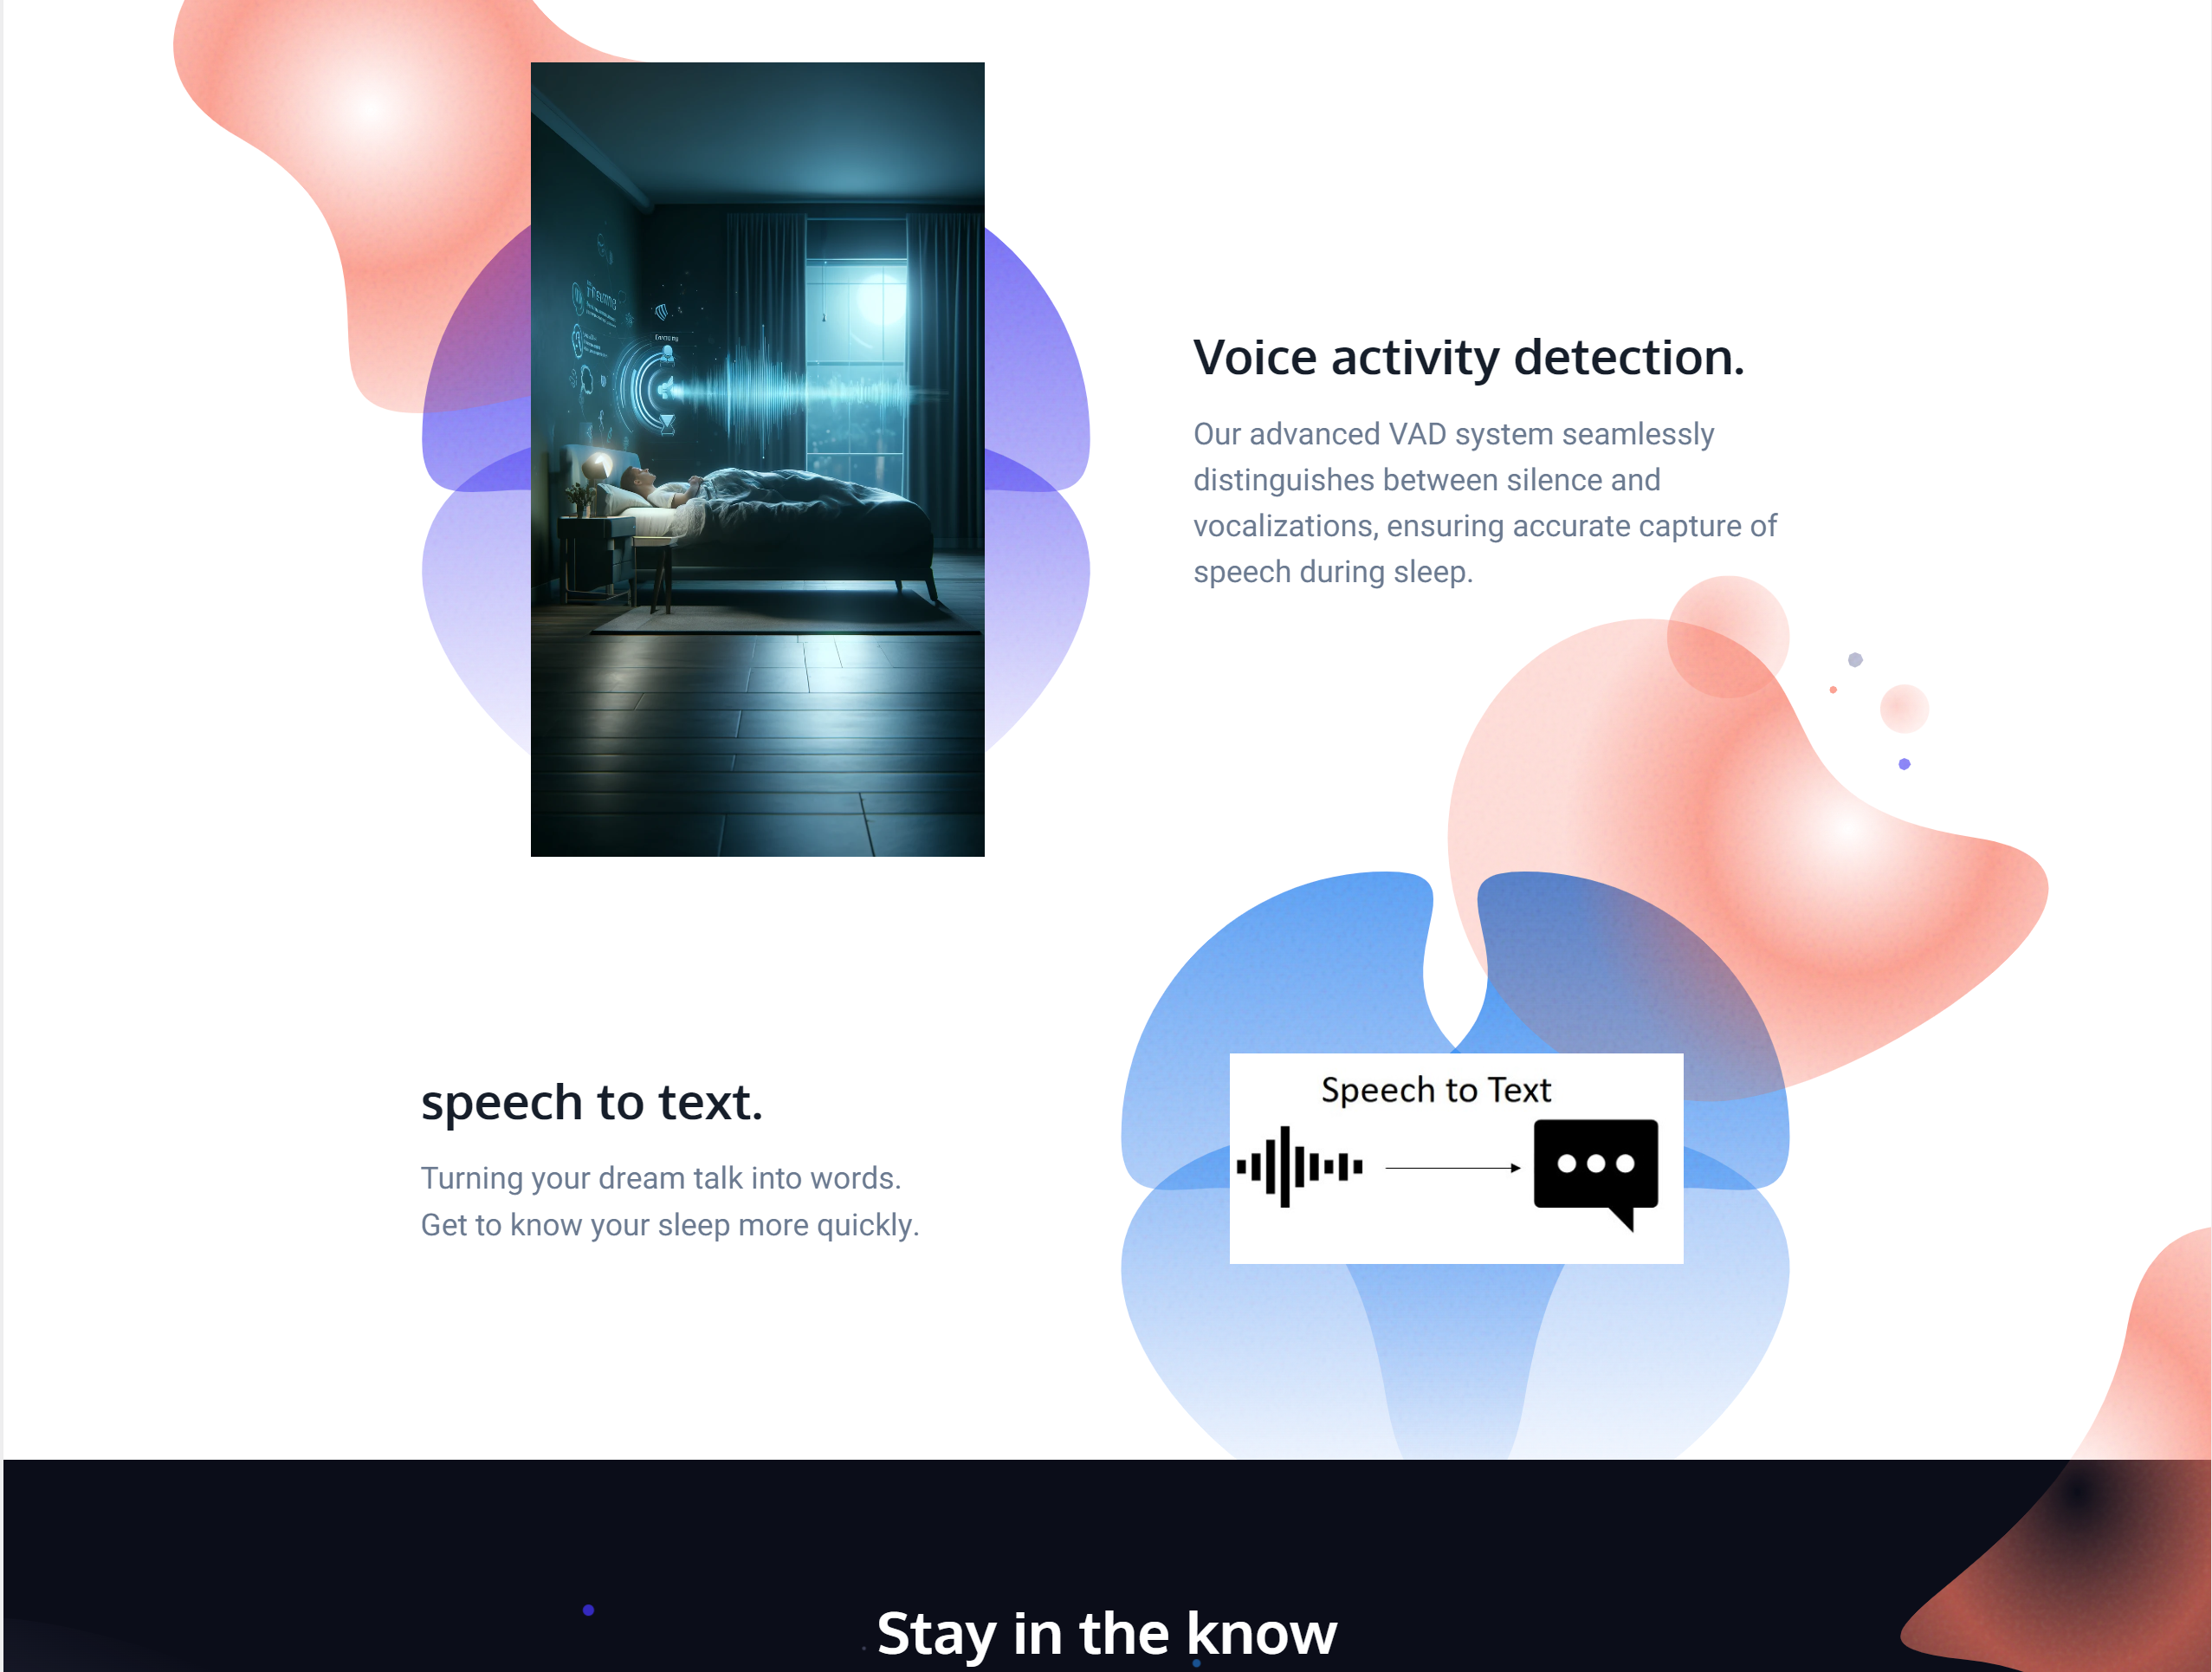 Voice activity detection.
Our advanced VAD system seamlessly
distinguishes between silence and
vocalizations, ensuring accurate capture of
speech during sleep.
speech to text.
Turning your dream talk into words.
Get to know your sleep more quickly.
Speech to Text
Stay in the know